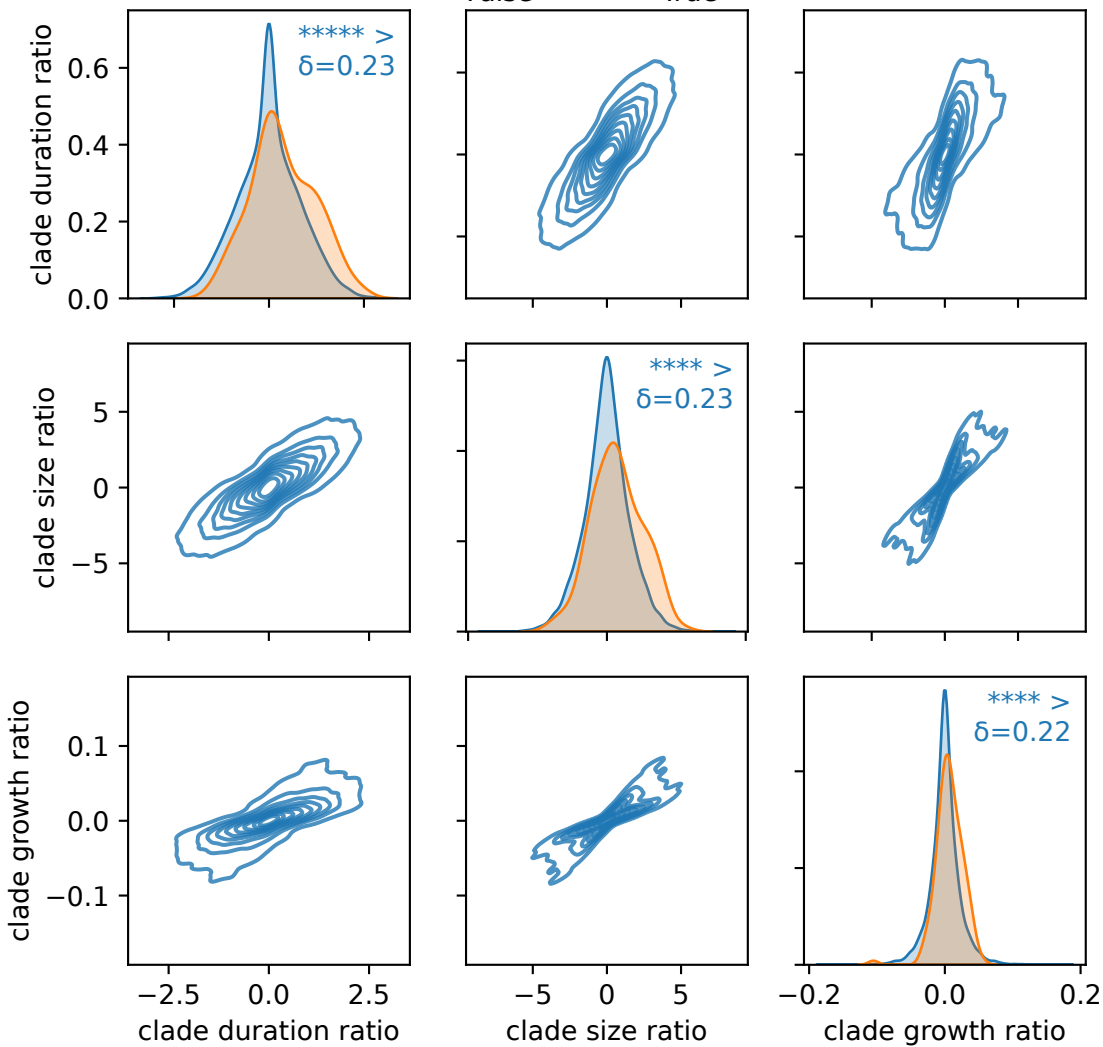 clade duration ratio
0.6
0.4
0.2
0.0
***** >
δ=0.23
clade size ratio
5
0
−5
**** >
δ=0.23
clade growth ratio
0.1
0.0
−0.1
**** >
δ=0.22
−2.5 0.0 2.5
−5 0 5
−0.2 0.0 0.2
clade duration ratio
clade size ratio
clade growth ratio